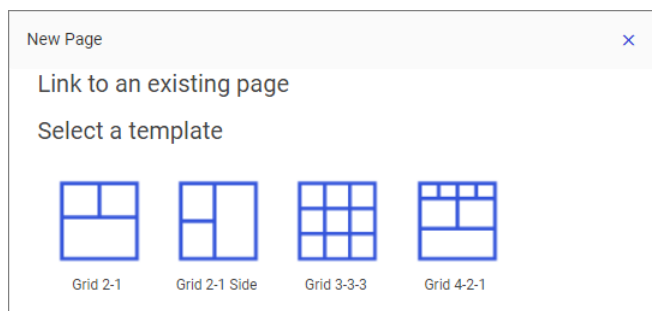 New Page
Link to an existing page
Select a template
Grid 2-1
Grid 2-1 Side
Grid 3-3-3
Grid 4-2-1